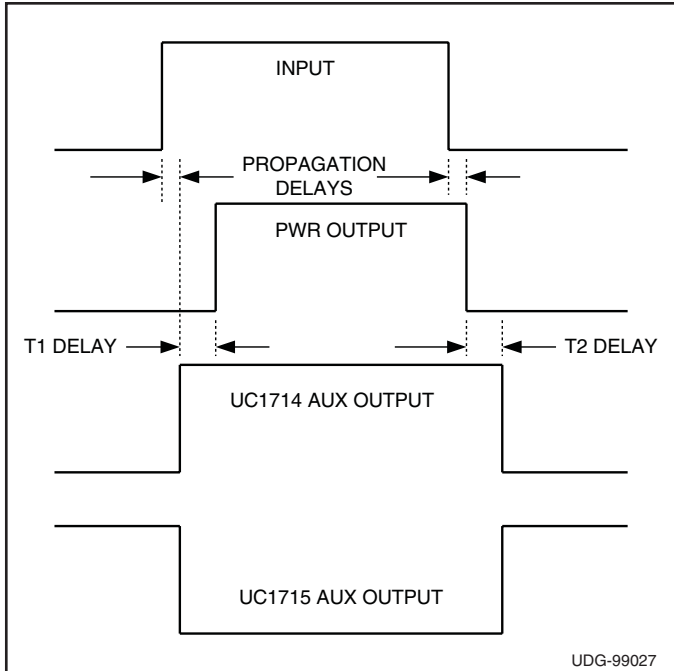 INPUT
PROPAGATION
DELAYS
PWR OUTPUT
T1 DELAY
T2 DELAY
UC1714 AUX OUTPUT
UC1715 AUX OUTPUT
UDG-99027